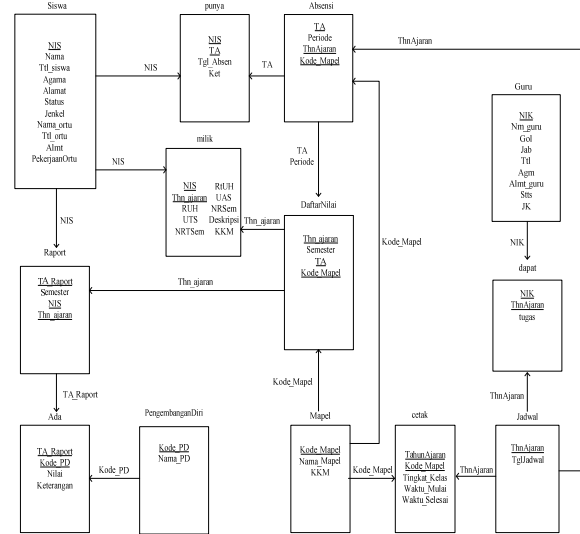 Siswa
NIS
Nama
Ttl_siswa
Agama
Alamat
Status
Jenkel
Nama_ortu
Ttl_ortu
Almt
PekerjaanOrtu
NIS
punya
NIS
TA
Tgl_Absen
Ket
TA
Absensi
TA
Periode
ThnAjaran
Kode_Mapel
ThnAjaran
Guru
NIK
Nm_guru
Gol
Jab
Ttl
Agm
Almt_guru
Stts
JK
NIS
milik
NIS
Thn_ajaran
RUH
UTS
NRTSem
RtUH
UAS
NRSem
Deskripsi
KKM
Thn_ajaran
TA
Periode
DaftarNilai
Thn_ajaran
Semester
TA
Kode_Mapel
Kode_Mapel
NIK
dapat
NIK
ThnAjaran
tugas
NIS
Raport
TA_Raport
Semester
NIS
Thn_ajaran
Thn_ajaran
TA_Raport
Kode_Mapel
ThnAjaran
Ada
TA_Raport
Kode_PD
Nilai
Keterangan
Kode_PD
PengembanganDiri
Kode_PD
Nama_PD
Mapel
Kode_Mapel
Nama_Mapel
KKM
Kode_Mapel
cetak
TahunAjaran
Kode_Mapel
Tingkat_Kelas
Waktu_Mulai
Waktu_Selesai
ThnAjaran
Jadwal
ThnAjaran
TglJadwal